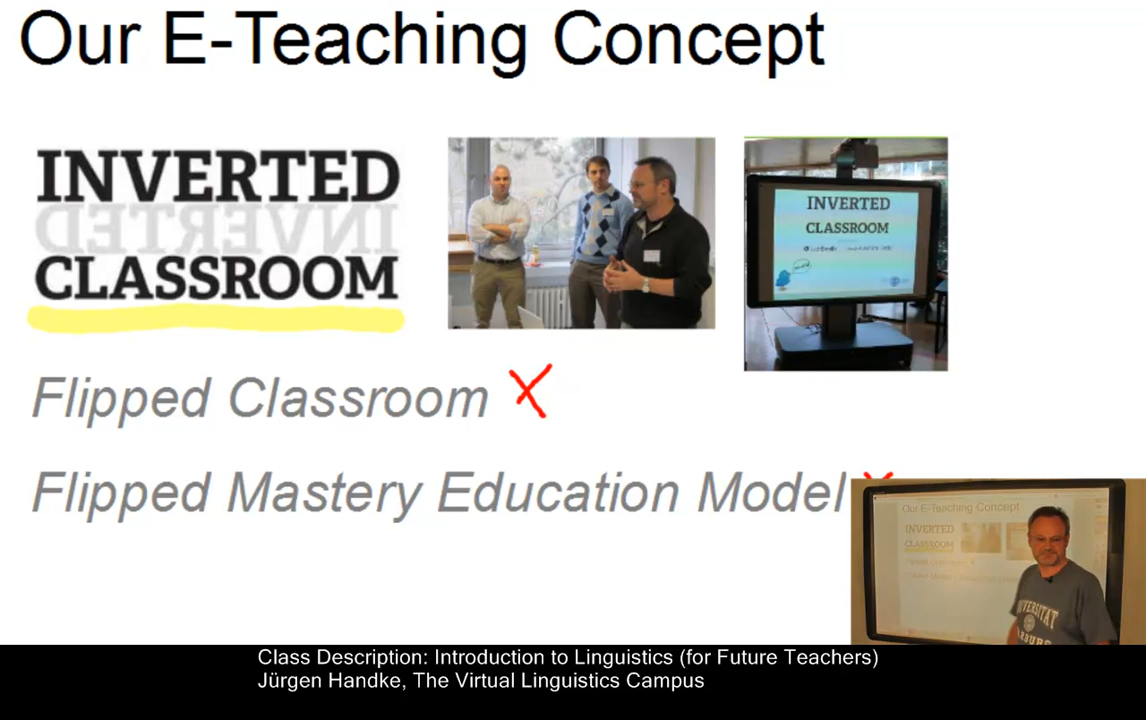 Our E-Teaching Concept
INVERTED
INVERTED
CLASSROOM
INVERTED
CLASSROOM
Flipped Classroom X
Flipped Mastery Education Model
Our E-Teaching Concept
INVERTED
CLASSROOM
Class Description: Introduction to Linguistics (for Future Teachers)
Jürgen Handke, The Virtual Linguistics Campus